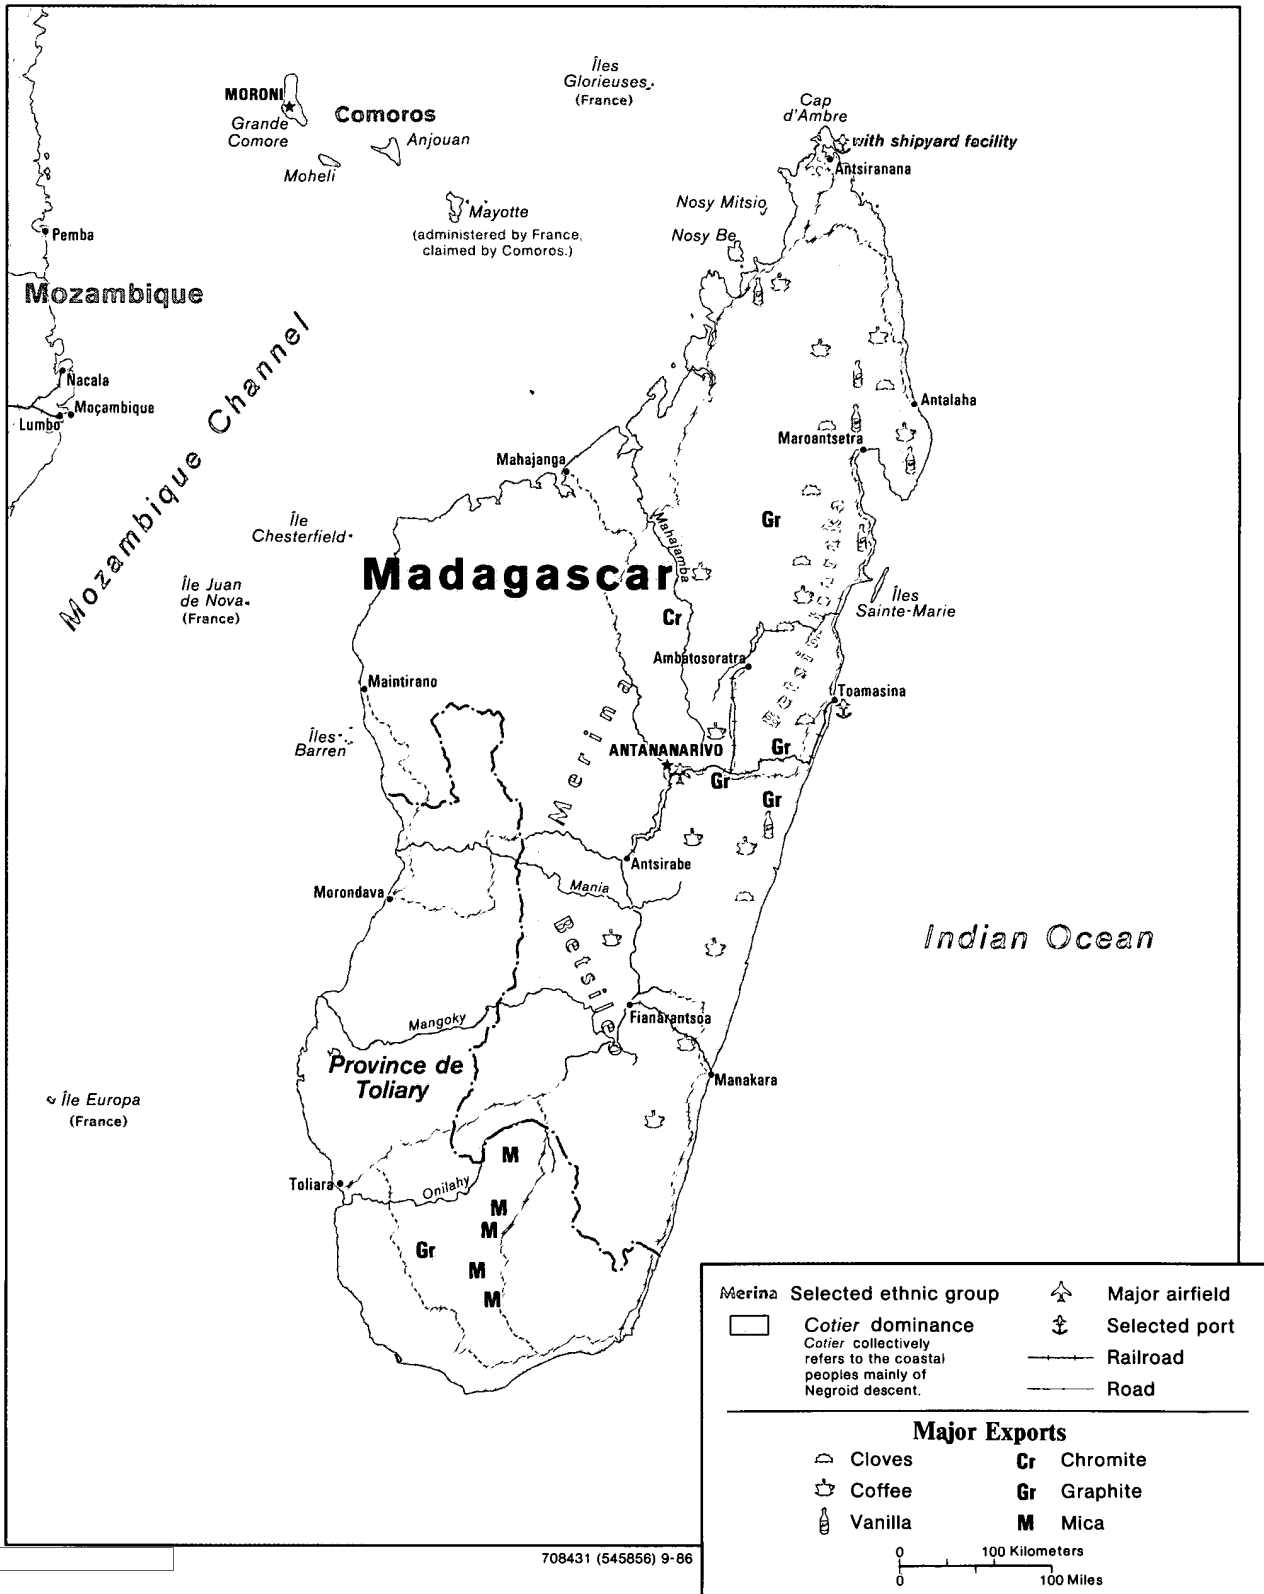 Îles
Glorieuses
(France)
Cap
d'Ambre
MORONI
Comoros
Grande
Comore
Anjouan
with shipyard facility
Moheli
Antsiranana
Nosy Mitsio
Mayotte
(administered by France,
claimed by Comoros.)
Pemba
Nosy Be
Mozambique
Mozambique Channel
Nacala
Moçambique
Lumbo
Antalaha
Maroantsetra
Mahajanga
Île
Chesterfield
Gr
Mahajamba
Madagascar
Île Juan
de Nova
(France)
Îles
Sainte-Marie
Cr
Ambatosoratra
Maintirano
Toamasina
Merina
Îles
Barren
ANTANANARIVO
Gr
Gr
Gr
Antsirabe
Morondava
Mania
Betsileo
Indian Ocean
Mangoky
Fianarantsoa
Province de
Toliary
Manakara
Île Europa
(France)
M
Toliara
Onilahy
M
M
Gr
M
M
Merina Selected ethnic group
Major airfield
Cotier dominance
Cotier collectively
refers to the coastal
peoples mainly of
Negroid descent.
Selected port
Railroad
Road
Major Exports
Cloves
Cr Chromite
Coffee
Gr Graphite
Vanilla
M Mica
0 100 Kilometers
0 100 Miles
708431 (545856) 9-86